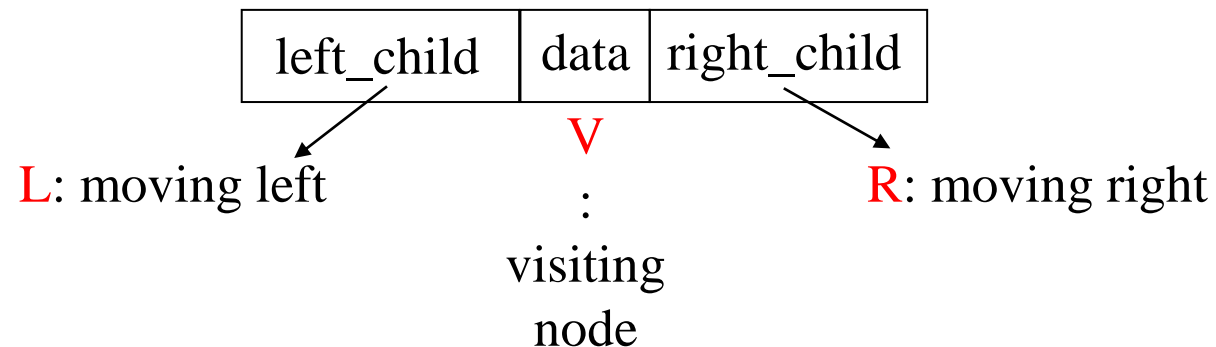 left_child data right_child
V
L: moving left
:
R: moving right
visiting
node